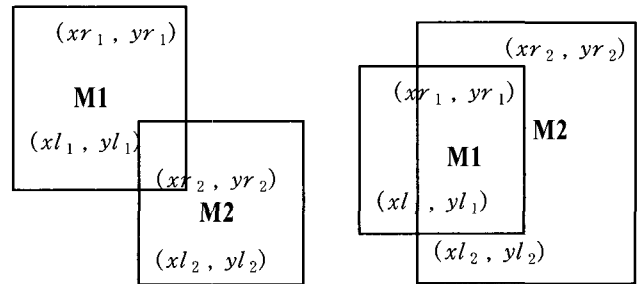 (xr₁ , yr₁)
M1
(xl₁ , yl₁)
(xr₂ , yr₂)
M2
(xl₂ , yl₂)
(xr₂ , yr₂)
(xr₁ , yr₁)
M2
M1
(xl , yl₁)
(xl₂ , yl₂)